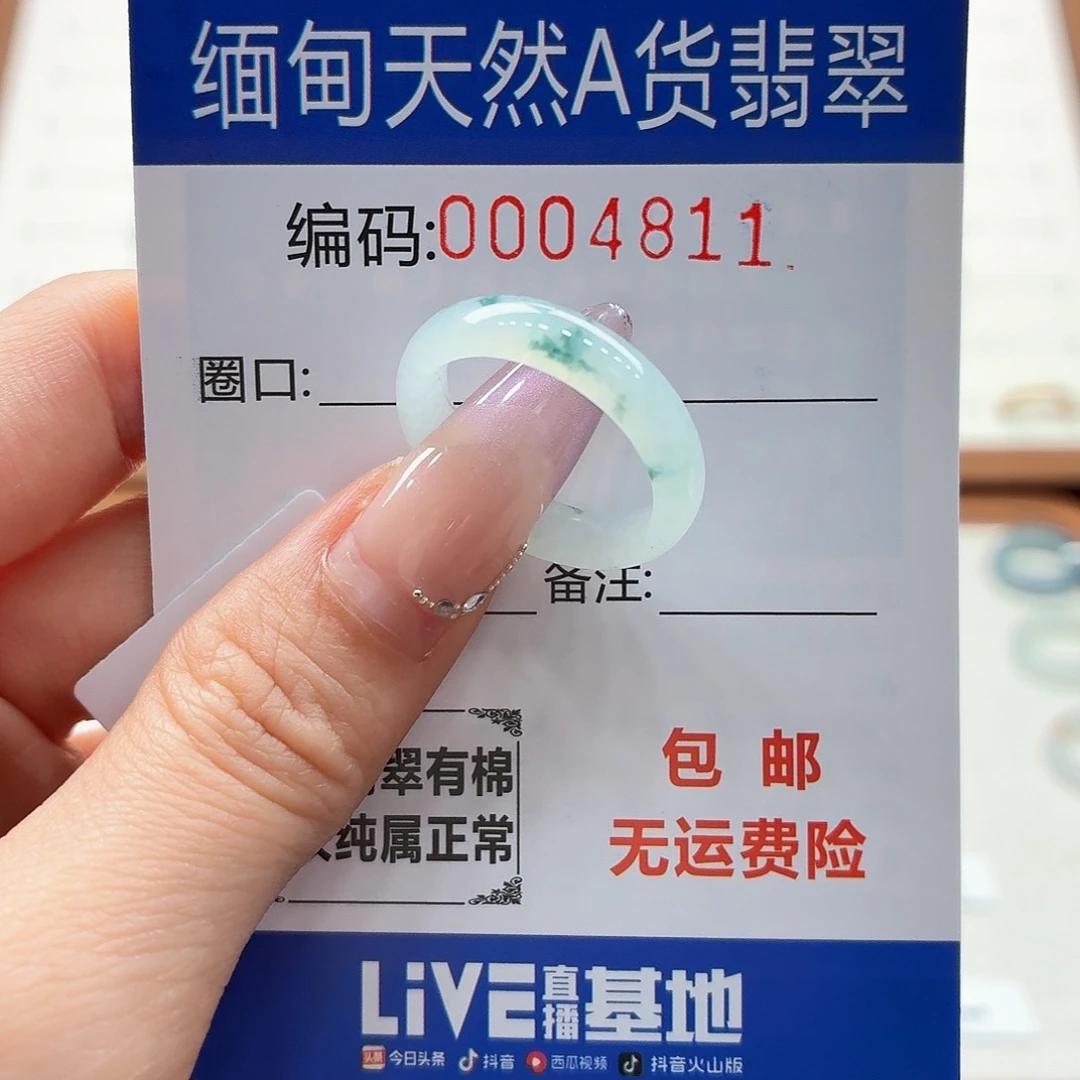 缅甸天然A货翡翠
编码:0004811
圈口:
备注:
翠有棉
纯属正常
包邮
无运费险
LiVE直播基地
头条 今日头条 抖音 西瓜视频 抖音火山版